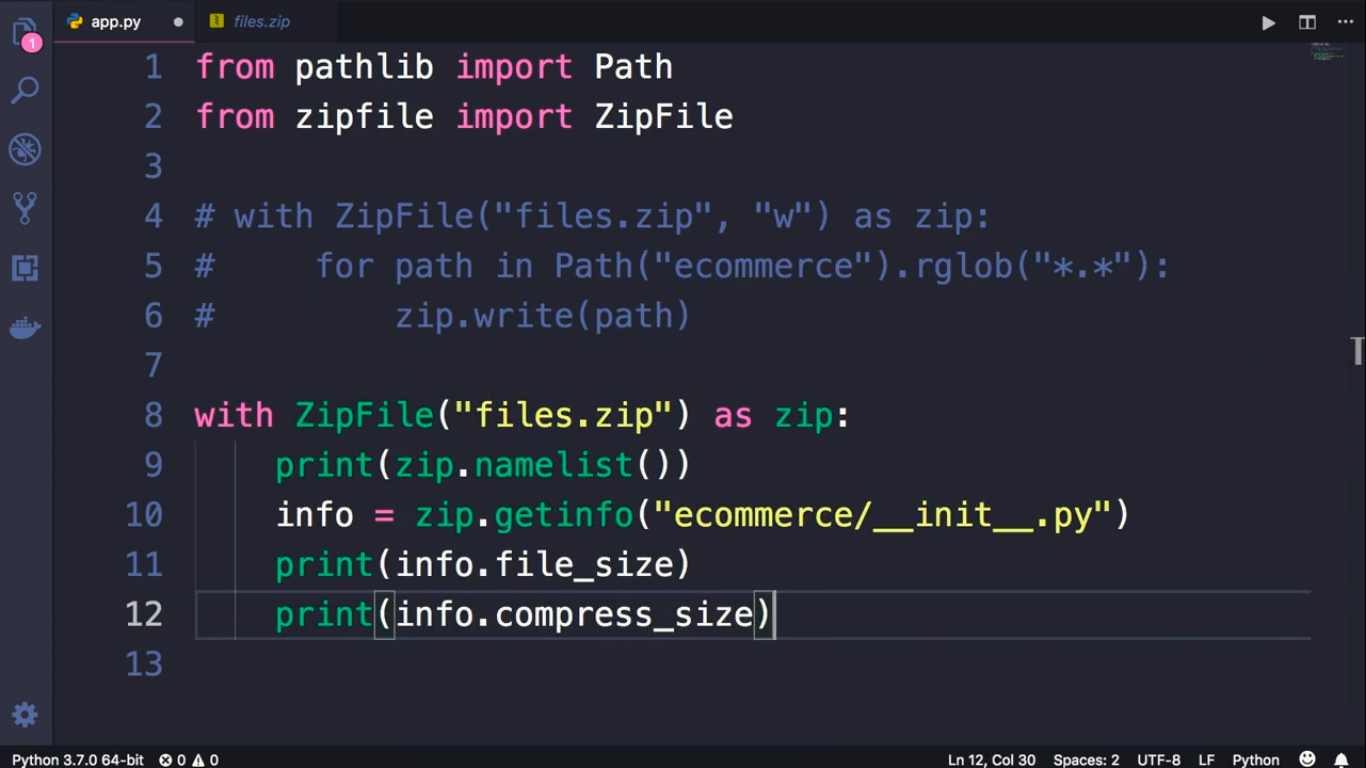 app.py ● files.zip
1
1 from pathlib import Path
2 from zipfile import ZipFile
3
4 # with ZipFile("files.zip", "w") as zip:
5 #     for path in Path("ecommerce").rglob("*.*"):
6 #         zip.write(path)
7
8 with ZipFile("files.zip") as zip:
9     print(zip.namelist())
10     info = zip.getinfo("ecommerce/__init__.py")
11     print(info.file_size)
12     print(info.compress_size)
13
Python 3.7.0 64-bit 0 0 Ln 12, Col 30 Spaces: 2 UTF-8 LF Python